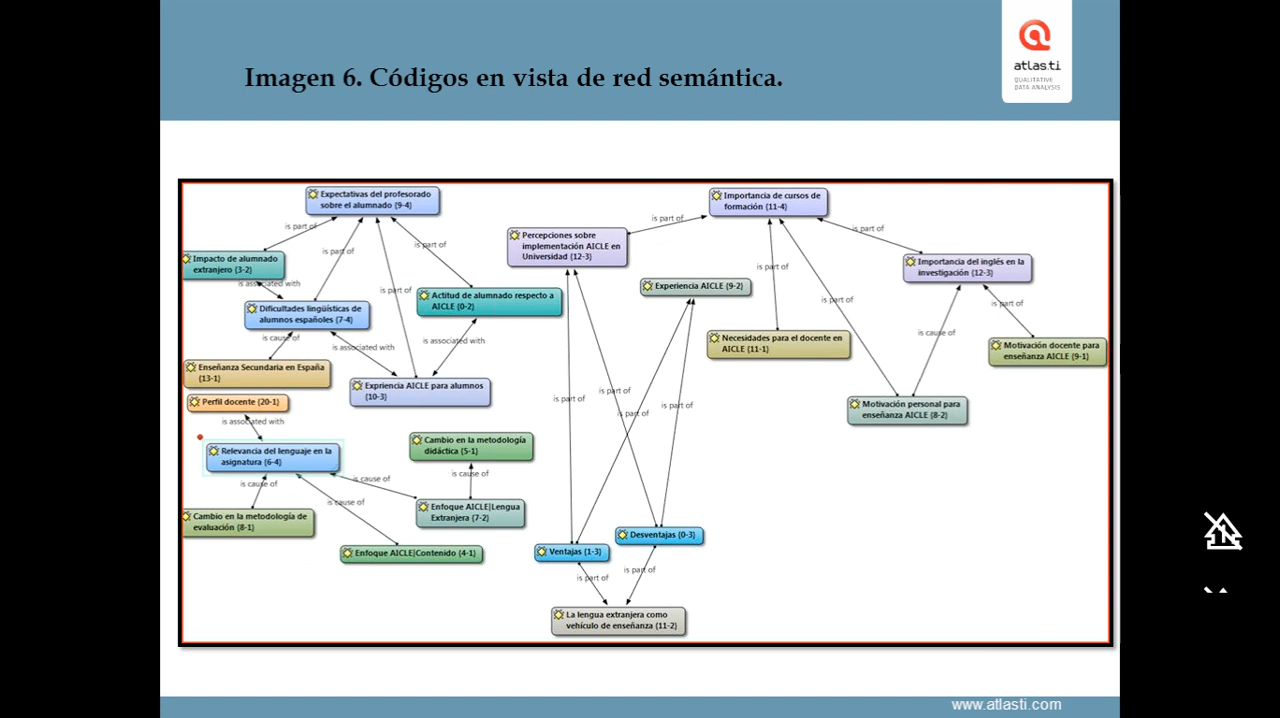 Imagen 6. Códigos en vista de red semántica.
atlas.ti
QUALITATIVE
DATA ANALYSIS
Expectativas del profesorado
sobre el alumnado {9-4}
Importancia de cursos de
formación {11-4}
is part of
is part of
is part of
Percepciones sobre
implementación AICLE en
Universidad {12-3}
is part of
is part of
Impacto de alumnado
extranjero {3-2}
Importancia del inglés en la
investigación {12-3}
is part of
is associated with
is part of
Experiencia AICLE {9-2}
Actitud de alumnado respecto a
AICLE {0-2}
is part of
is part of
Dificultades lingüísticas de
alumnos españoles {7-4}
is cause of
is associated with
is associated with
is cause of
Necesidades para el docente en
AICLE {11-1}
Motivación docente para
enseñanza AICLE {9-1}
Enseñanza Secundaria en España
{13-1}
Expriencia AICLE para alumnos
{10-3}
is part of
is part of
is part of
is part of
Perfil docente {20-1}
Motivación personal para
enseñanza AICLE {8-2}
is associated with
Relevancia del lenguaje en la
asignatura {6-4}
Cambio en la metodología
didáctica {5-1}
is cause of
is cause of
is cause of
is cause of
Cambio en la metodología de
evaluación {8-1}
Enfoque AICLE|Lengua
Extranjera {7-2}
Enfoque AICLE|Contenido {4-1}
Ventajas {1-3}
Desventajas {0-3}
is part of
is part of
La lengua extranjera como
vehículo de enseñanza {11-2}
www.atlasti.com